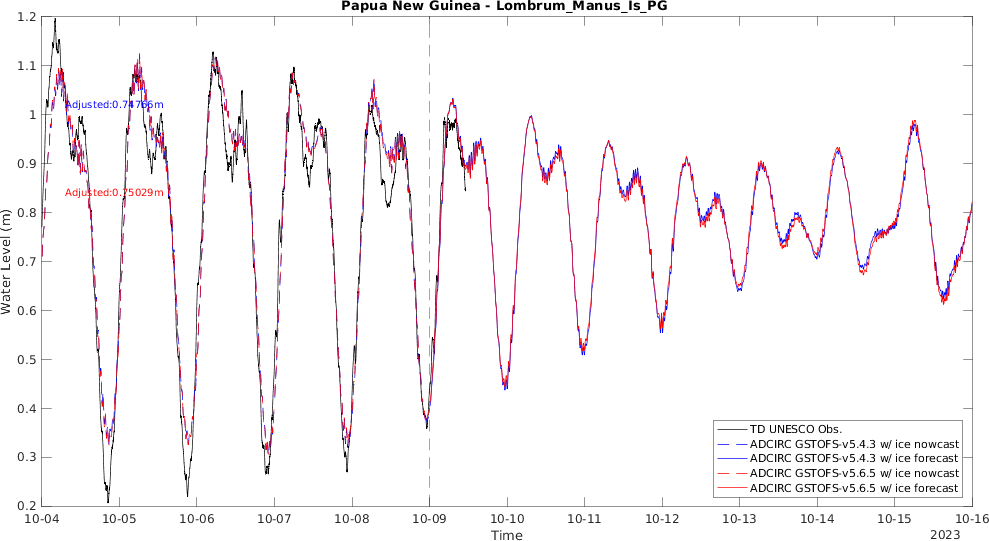 Papua New Guinea - Lombrum_Manus_Is_PG
1.2
1.1
1
0.9
0.8
0.7
0.6
0.5
0.4
0.3
0.2
Water Level (m)
Adjusted:0.74766m
Adjusted:0.75029m
TD UNESCO Obs.
ADCIRC GSTOFS-v5.4.3 w/ ice nowcast
ADCIRC GSTOFS-v5.4.3 w/ ice forecast
ADCIRC GSTOFS-v5.6.5 w/ ice nowcast
ADCIRC GSTOFS-v5.6.5 w/ ice forecast
10-04 10-05 10-06 10-07 10-08 10-09 10-10 10-11 10-12 10-13 10-14 10-15 10-16
Time
2023